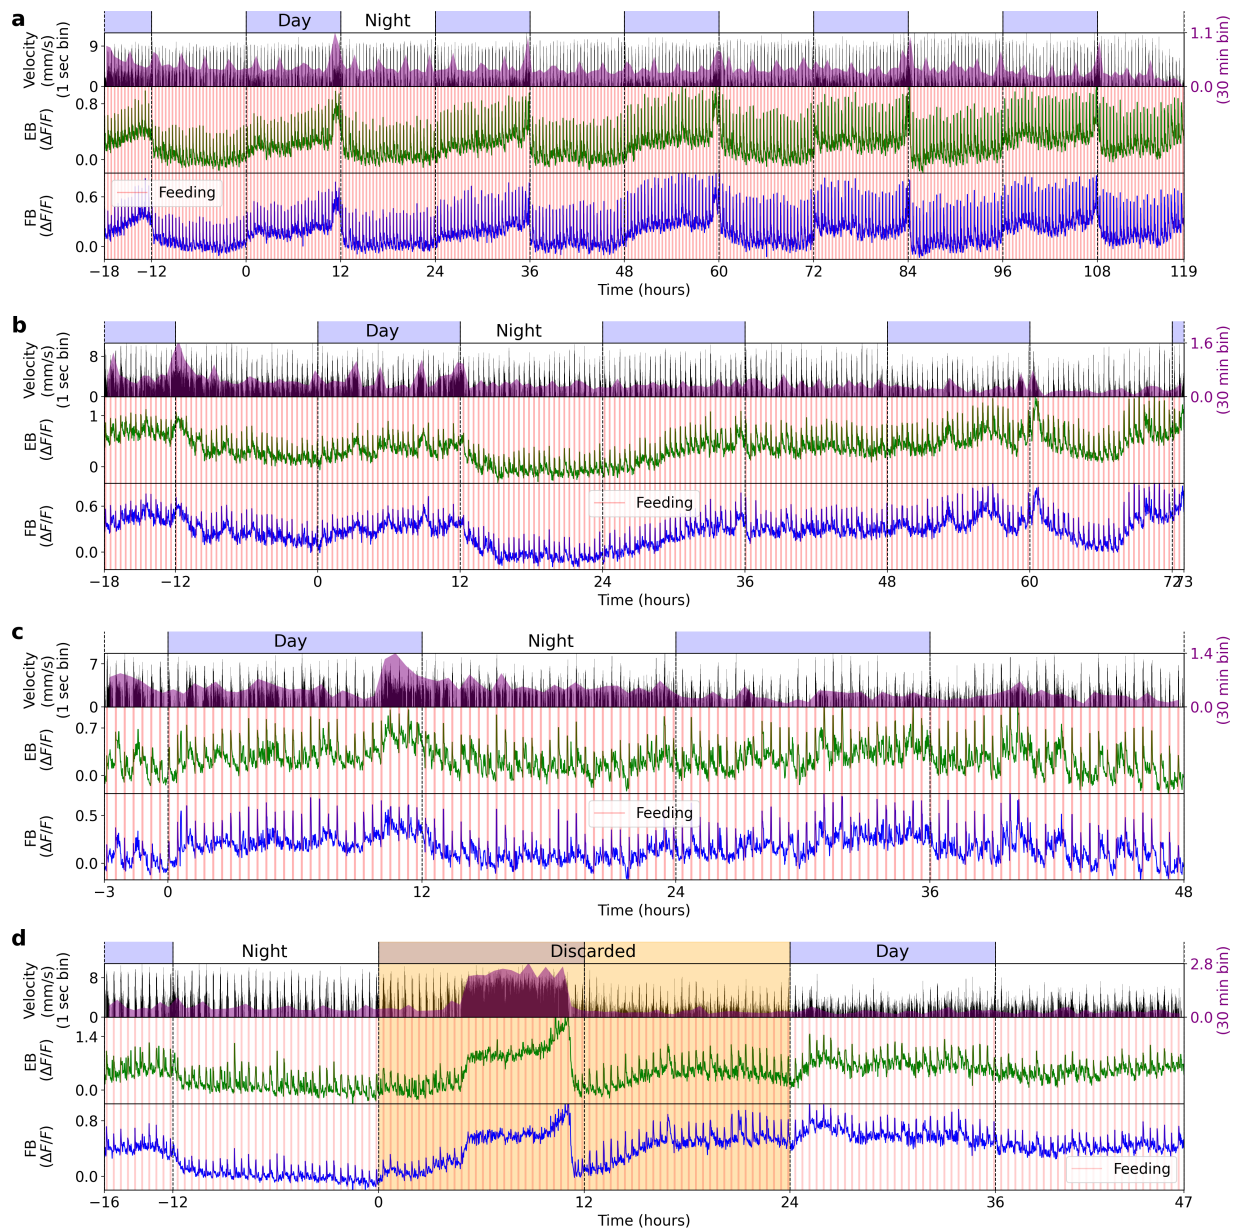 a
Day Night
Velocity
(mm/s)
(1 sec bin)
9
0
1.1
0.0
(30 min bin)
EB
(ΔF/F)
0.8
0.0
FB
(ΔF/F)
0.6
0.0
Feeding
−18 −12 0 12 24 36 48 60 72 84 96 108 119
Time (hours)
b
Day Night
Velocity
(mm/s)
(1 sec bin)
8
0
1.6
0.0
(30 min bin)
EB
(ΔF/F)
1
0
FB
(ΔF/F)
0.6
0.0
Feeding
−18 −12 0 12 24 36 48 60 72 73
Time (hours)
c
Day Night
Velocity
(mm/s)
(1 sec bin)
7
0
1.4
0.0
(30 min bin)
EB
(ΔF/F)
0.7
0.0
FB
(ΔF/F)
0.5
0.0
Feeding
−3 0 12 24 36 48
Time (hours)
d
Night Discarded Day
Velocity
(mm/s)
(1 sec bin)
8
0
2.8
0.0
(30 min bin)
EB
(ΔF/F)
1.4
0.0
FB
(ΔF/F)
0.8
0.0
Feeding
−16 −12 0 12 24 36 47
Time (hours)